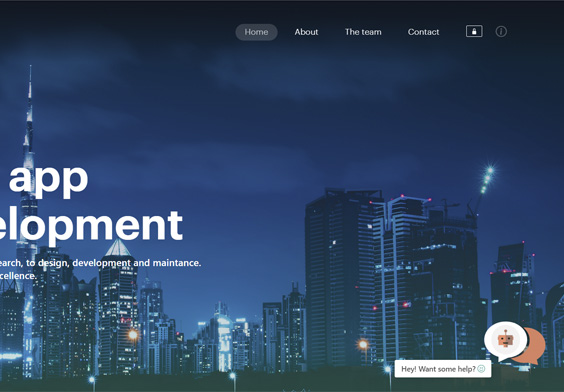 Home About The team Contact
app
elopment
earch, to design, development and maintance.
cellence.
Hey! Want some help?